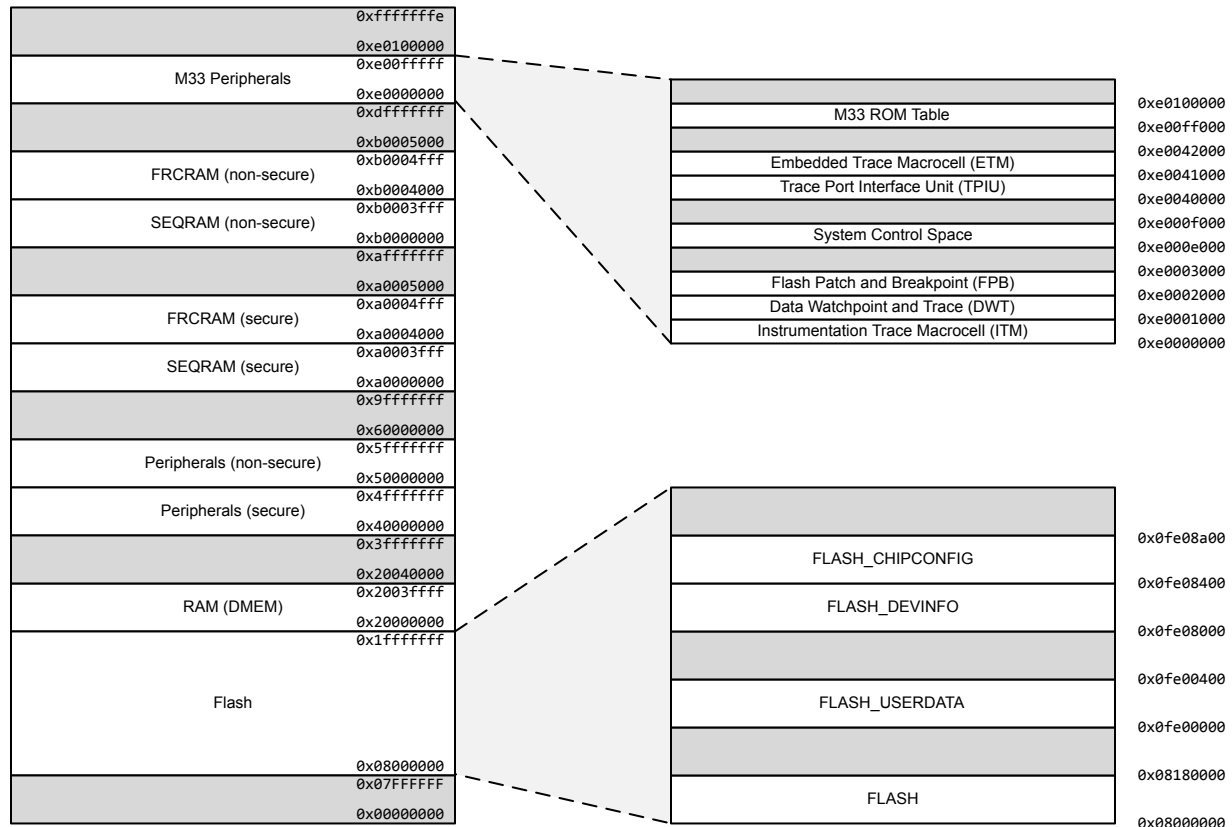 0xfffffffe
0xe0100000
M33 Peripherals
0xe00fffff
0xe0000000
0xdfffffff
0xb0005000
FRCRAM (non-secure)
0xb0004fff
0xb0004000
SEQRAM (non-secure)
0xb0003fff
0xb0000000
0xafffffff
0xa0005000
FRCRAM (secure)
0xa0004fff
0xa0004000
SEQRAM (secure)
0xa0003fff
0xa0000000
0x9fffffff
0x60000000
Peripherals (non-secure)
0x5fffffff
0x50000000
Peripherals (secure)
0x4fffffff
0x40000000
0x3fffffff
0x20040000
RAM (DMEM)
0x2003ffff
0x20000000
0x1fffffff
Flash
0x08000000
0x07FFFFFF
0x00000000
0xe0100000
M33 ROM Table
0xe00ff000
0xe0042000
Embedded Trace Macrocell (ETM)
0xe0041000
Trace Port Interface Unit (TPIU)
0xe0040000
0xe000f000
System Control Space
0xe000e000
0xe0003000
Flash Patch and Breakpoint (FPB)
0xe0002000
Data Watchpoint and Trace (DWT)
0xe0001000
Instrumentation Trace Macrocell (ITM)
0xe0000000
0x0fe08a00
FLASH_CHIPCONFIG
0x0fe08400
FLASH_DEVINFO
0x0fe08000
0x0fe00400
FLASH_USERDATA
0x0fe00000
0x08180000
FLASH
0x08000000